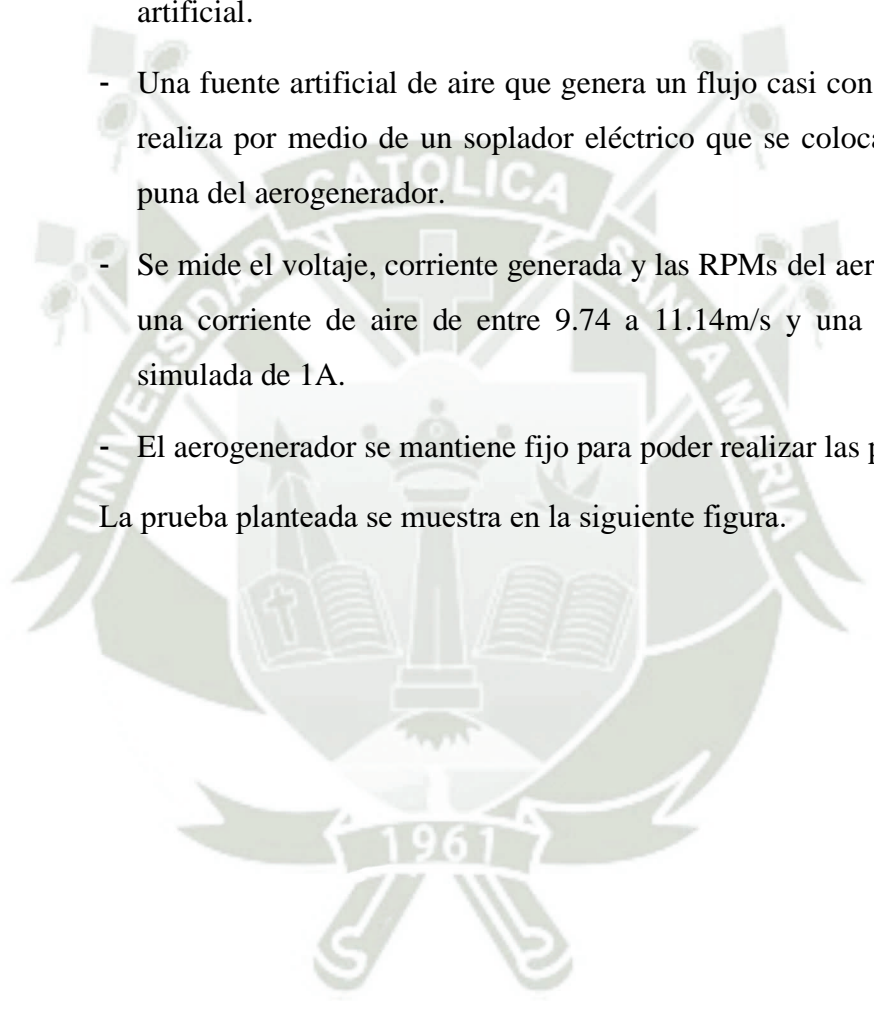 artificial.
- Una fuente artificial de aire que genera un flujo casi con
realiza por medio de un soplador eléctrico que se coloca
puna del aerogenerador.
- Se mide el voltaje, corriente generada y las RPMs del aer
una corriente de aire de entre 9.74 a 11.14m/s y una
simulada de 1A.
- El aerogenerador se mantiene fijo para poder realizar las p
La prueba planteada se muestra en la siguiente figura.
UNIVERSIDAD CATOLICA SANTA MARIA
1961